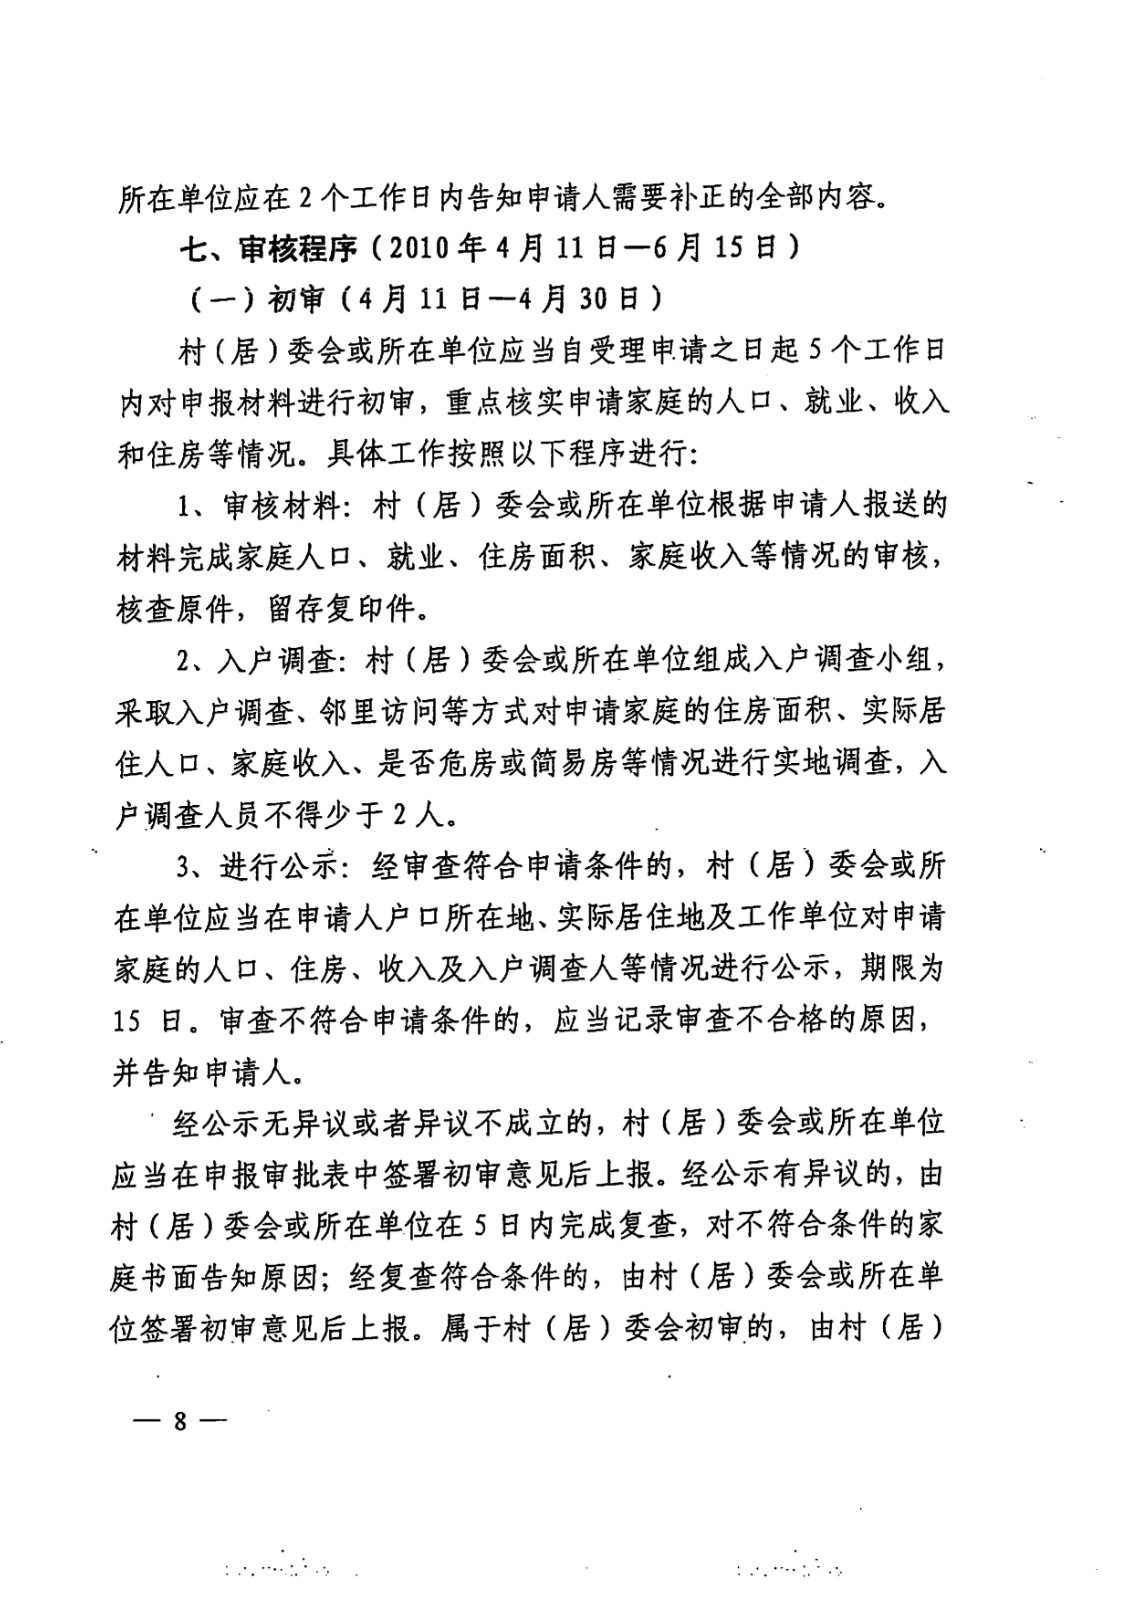 所在单位应在2个工作日内告知申请人需要补正的全部内容。
七、审核程序(2010年4月11日—6月15日)
(一)初审(4月11日—4月30日)
村(居)委会或所在单位应当自受理申请之日起5个工作日
内对申报材料进行初审,重点核实申请家庭的人口、就业、收入
和住房等情况。具体工作按照以下程序进行:
1、审核材料:村(居)委会或所在单位根据申请人报送的
材料完成家庭人口、就业、住房面积、家庭收入等情况的审核,
核查原件,留存复印件。
2、入户调查:村(居)委会或所在单位组成入户调查小组,
采取入户调查、邻里访问等方式对申请家庭的住房面积、实际居
住人口、家庭收入、是否危房或简易房等情况进行实地调查,入
户调查人员不得少于2人。
3、进行公示:经审查符合申请条件的,村(居)委会或所
在单位应当在申请人户口所在地、实际居住地及工作单位对申请
家庭的人口、住房、收入及入户调查人等情况进行公示,期限为
15日。审查不符合申请条件的,应当记录审查不合格的原因,
并告知申请人。
经公示无异议或者异议不成立的,村(居)委会或所在单位
应当在申报审批表中签署初审意见后上报。经公示有异议的,由
村(居)委会或所在单位在5日内完成复查,对不符合条件的家
庭书面告知原因;经复查符合条件的,由村(居)委会或所在单
位签署初审意见后上报。属于村(居)委会初审的,由村(居)
— 8 —